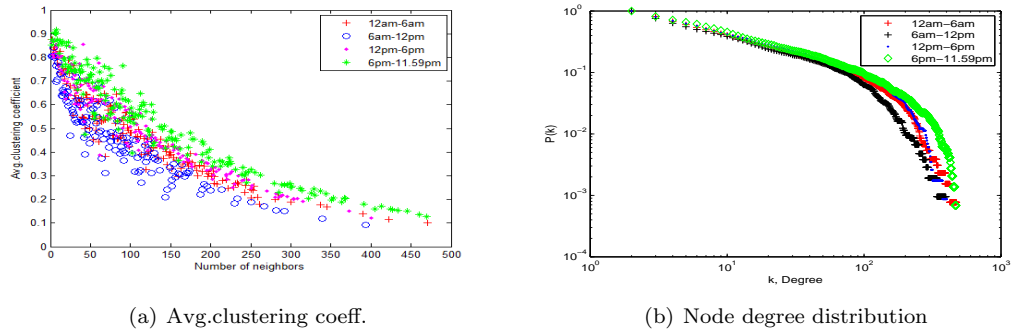 1
0.9
0.8
0.7
0.6
0.5
0.4
0.3
0.2
0.1
0
0 50 100 150 200 250 300 350 400 450 500
Avg.clustering coefficient
Number of neighbors
12am-6am
6am-12pm
12pm-6pm
6pm-11.59pm
(a) Avg.clustering coeff.
10^0
10^-1
10^-2
10^-3
10^-4
10^0 10^1 10^2 10^3
P(k)
k, Degree
12am-6am
6am-12pm
12pm-6pm
6pm-11.59pm
(b) Node degree distribution